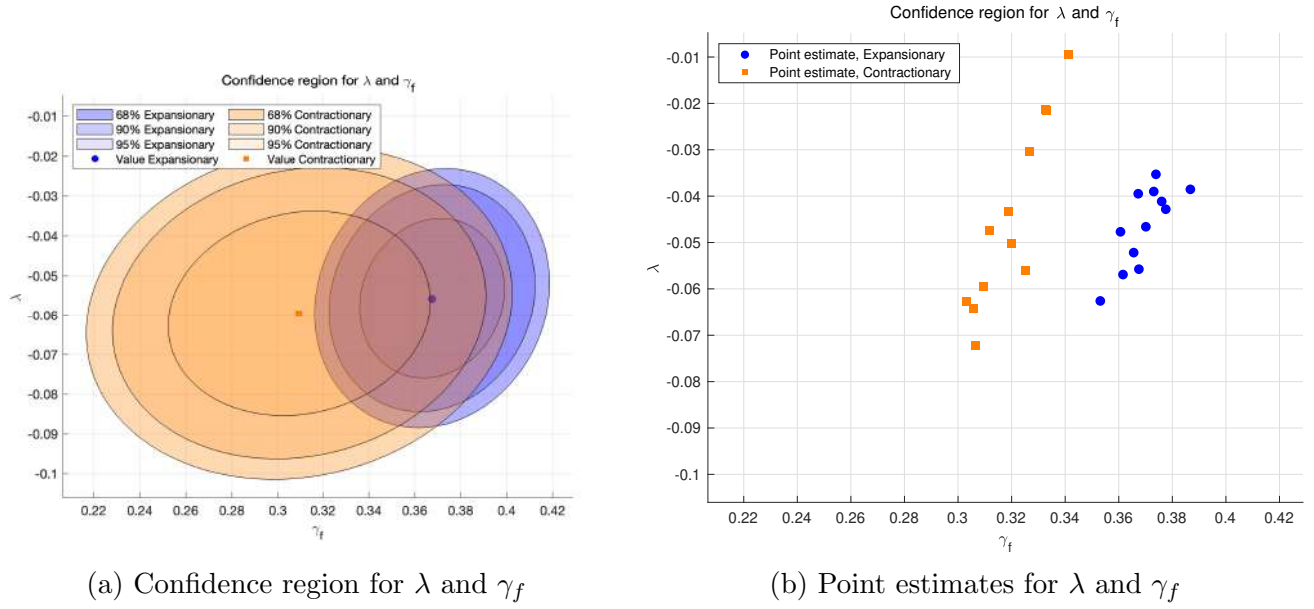 Confidence region for λ and γf
68% Expansionary
90% Expansionary
95% Expansionary
Value Expansionary
68% Contractionary
90% Contractionary
95% Contractionary
Value Contractionary
-0.01
-0.02
-0.03
-0.04
-0.05
-0.06
-0.07
-0.08
-0.09
-0.1
λ
0.22 0.24 0.26 0.28 0.3 0.32 0.34 0.36 0.38 0.4 0.42
γf
(a) Confidence region for λ and γf
Confidence region for λ and γf
Point estimate, Expansionary
Point estimate, Contractionary
-0.01
-0.02
-0.03
-0.04
-0.05
-0.06
-0.07
-0.08
-0.09
-0.1
λ
0.22 0.24 0.26 0.28 0.3 0.32 0.34 0.36 0.38 0.4 0.42
γf
(b) Point estimates for λ and γf